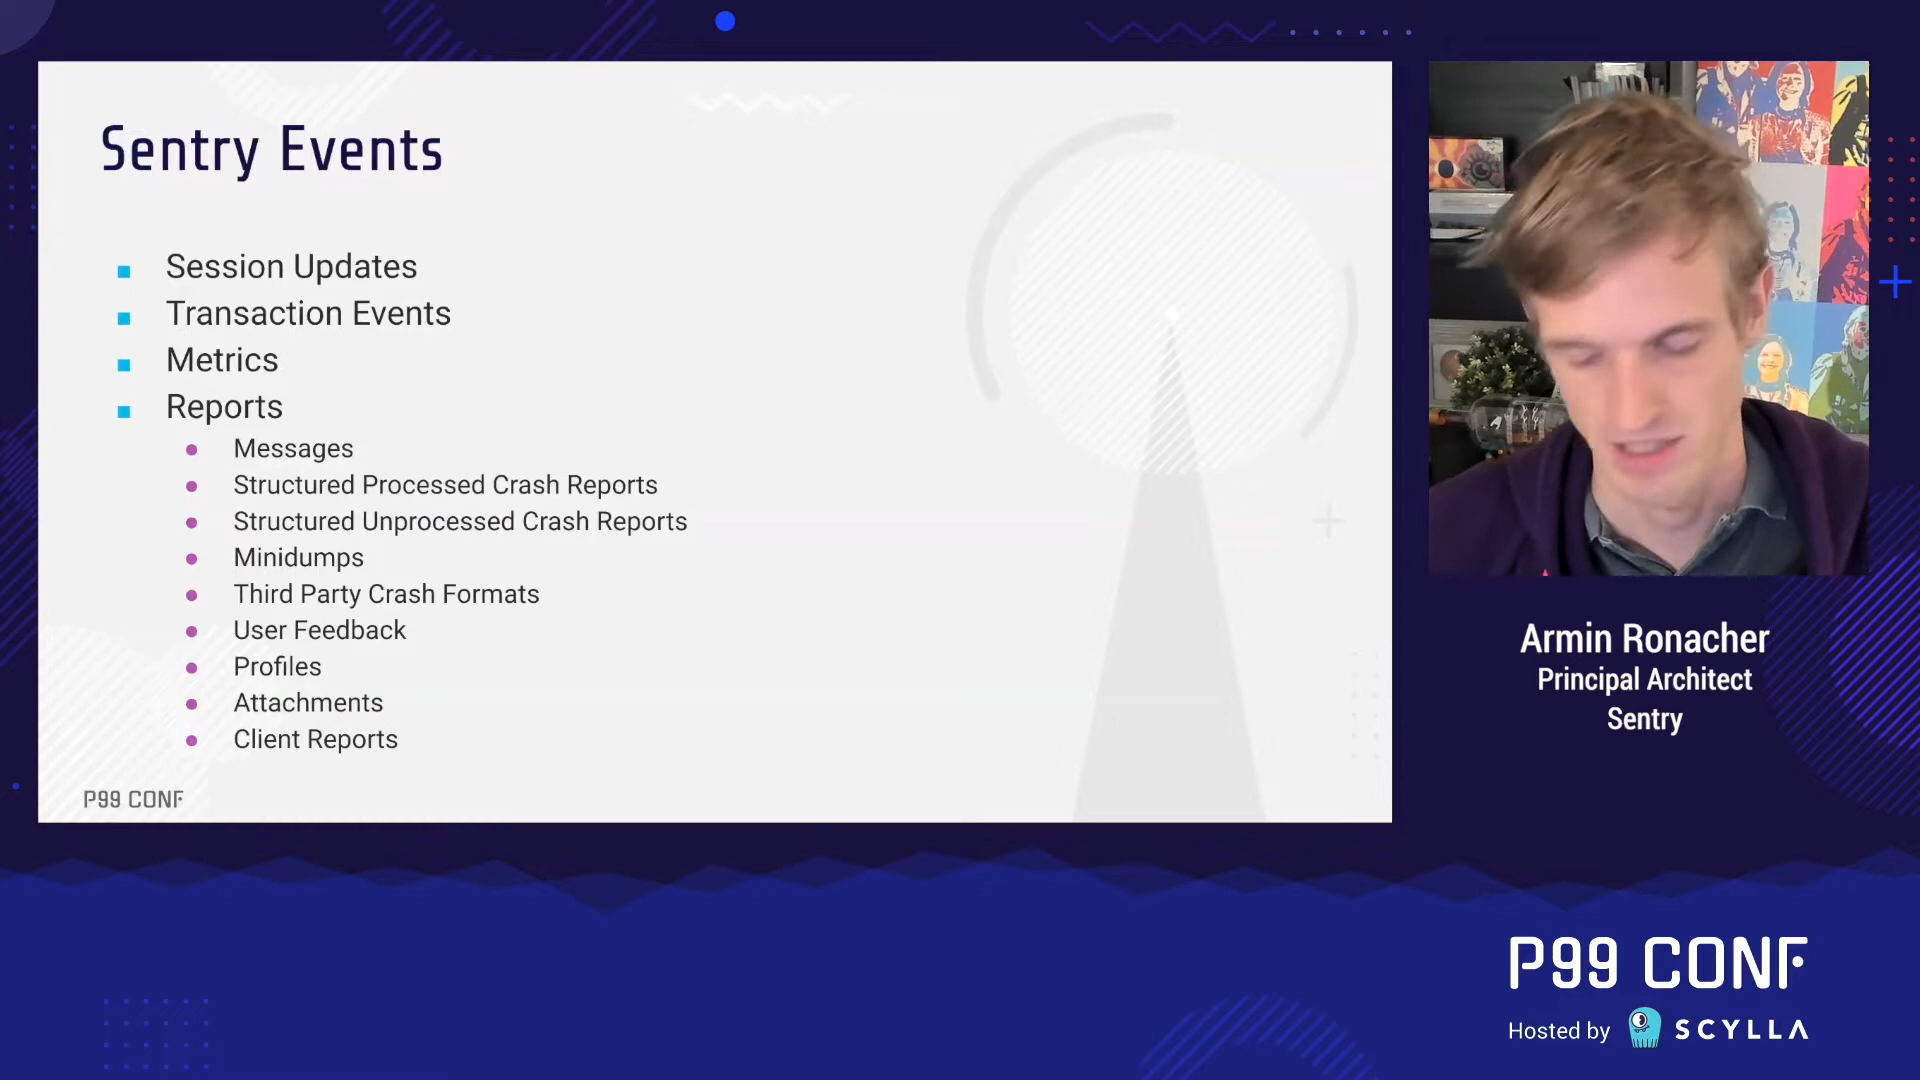 Sentry Events
Session Updates
Transaction Events
Metrics
Reports
Messages
Structured Processed Crash Reports
Structured Unprocessed Crash Reports
Minidumps
Third Party Crash Formats
User Feedback
Profiles
Attachments
Client Reports
P99 CONF
Armin Ronacher
Principal Architect
Sentry
P99 CONF
Hosted by SCYLLA